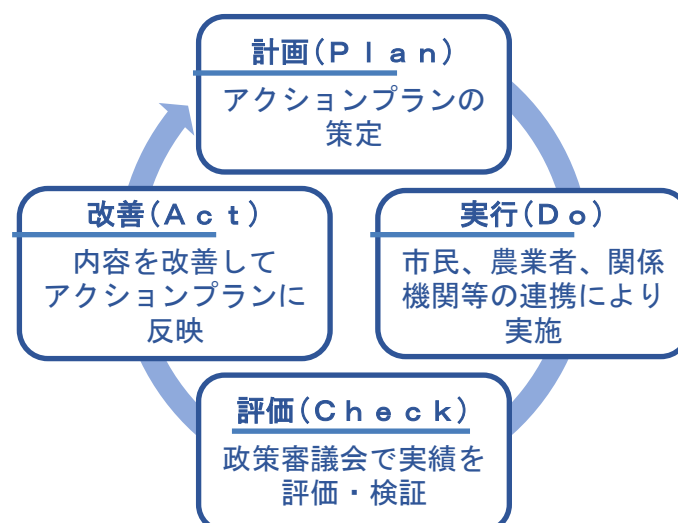 計画(Ｐｌａｎ)
アクションプランの
策定
改善(Ａｃｔ)
内容を改善して
アクションプランに
反映
実行(Ｄｏ)
市民、農業者、関係
機関等の連携により
実施
評価(Ｃｈｅｃｋ)
政策審議会で実績を
評価・検証